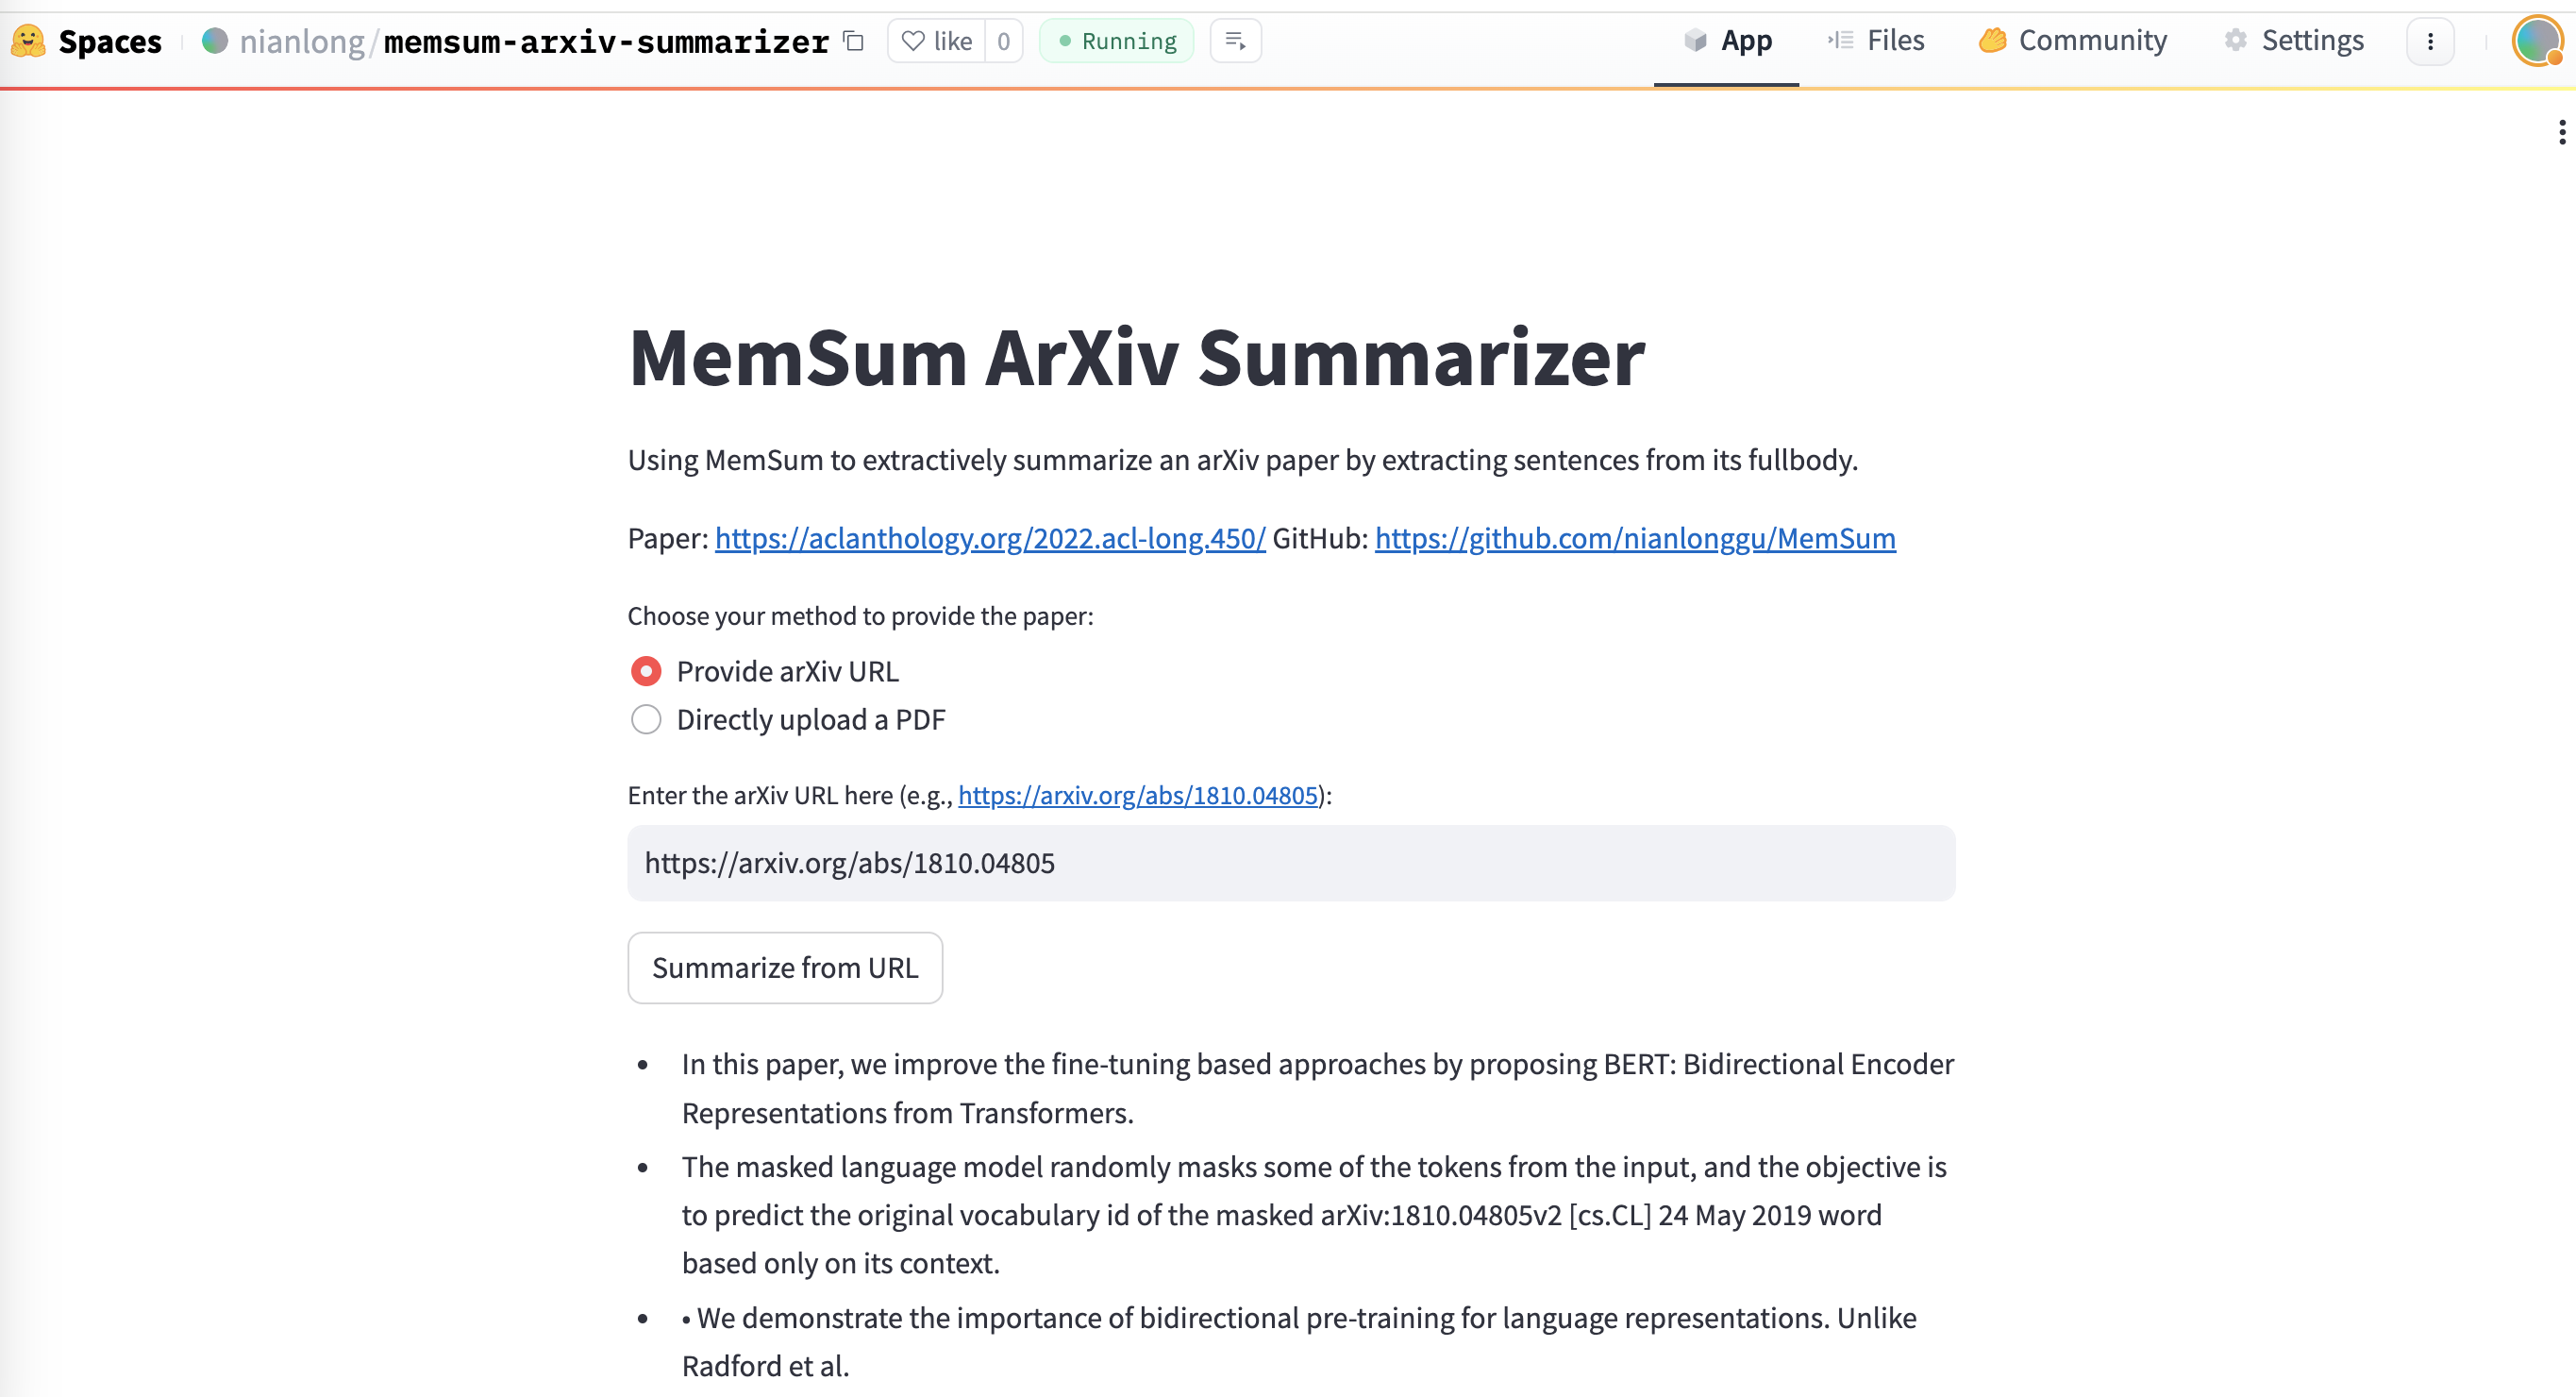 Spaces nianlong/memsum-arxiv-summarizer like 0 Running App Files Community Settings
MemSum ArXiv Summarizer
Using MemSum to extractively summarize an arXiv paper by extracting sentences from its fullbody.
Paper: https://aclanthology.org/2022.acl-long.450/ GitHub: https://github.com/nianlonggu/MemSum
Choose your method to provide the paper:
Provide arXiv URL
Directly upload a PDF
Enter the arXiv URL here (e.g., https://arxiv.org/abs/1810.04805):
https://arxiv.org/abs/1810.04805
Summarize from URL
• In this paper, we improve the fine-tuning based approaches by proposing BERT: Bidirectional Encoder
Representations from Transformers.
• The masked language model randomly masks some of the tokens from the input, and the objective is
to predict the original vocabulary id of the masked arXiv:1810.04805v2 [cs.CL] 24 May 2019 word
based only on its context.
• • We demonstrate the importance of bidirectional pre-training for language representations. Unlike
Radford et al.